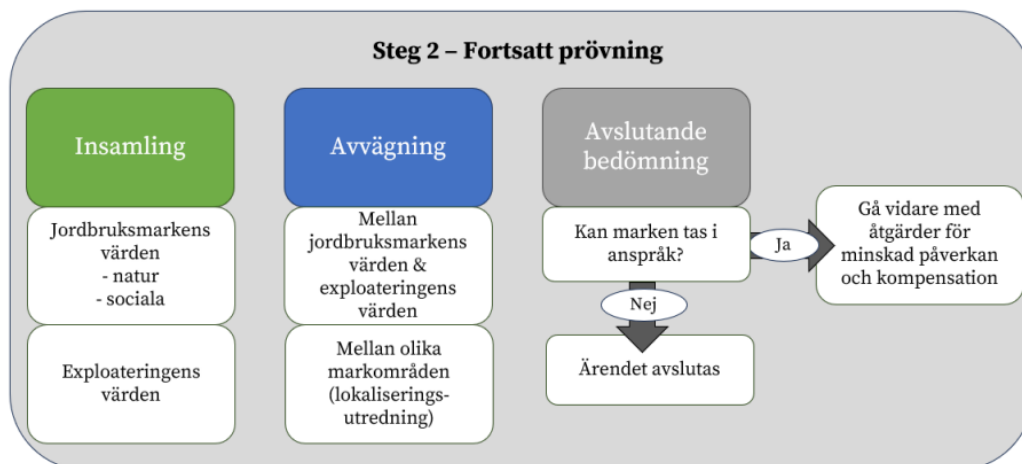 Steg 2 – Fortsatt prövning
Insamling
Jordbruksmarkens
värden
- natur
- sociala
Exploateringens
värden
Avvägning
Mellan
jordbruksmarkens
värden &
exploateringens
värden
Mellan olika
markområden
(lokaliserings-
utredning)
Avslutande
bedömning
Kan marken tas i
anspråk?
Ja
Gå vidare med
åtgärder för
minskad påverkan
och kompensation
Nej
Ärendet avslutas